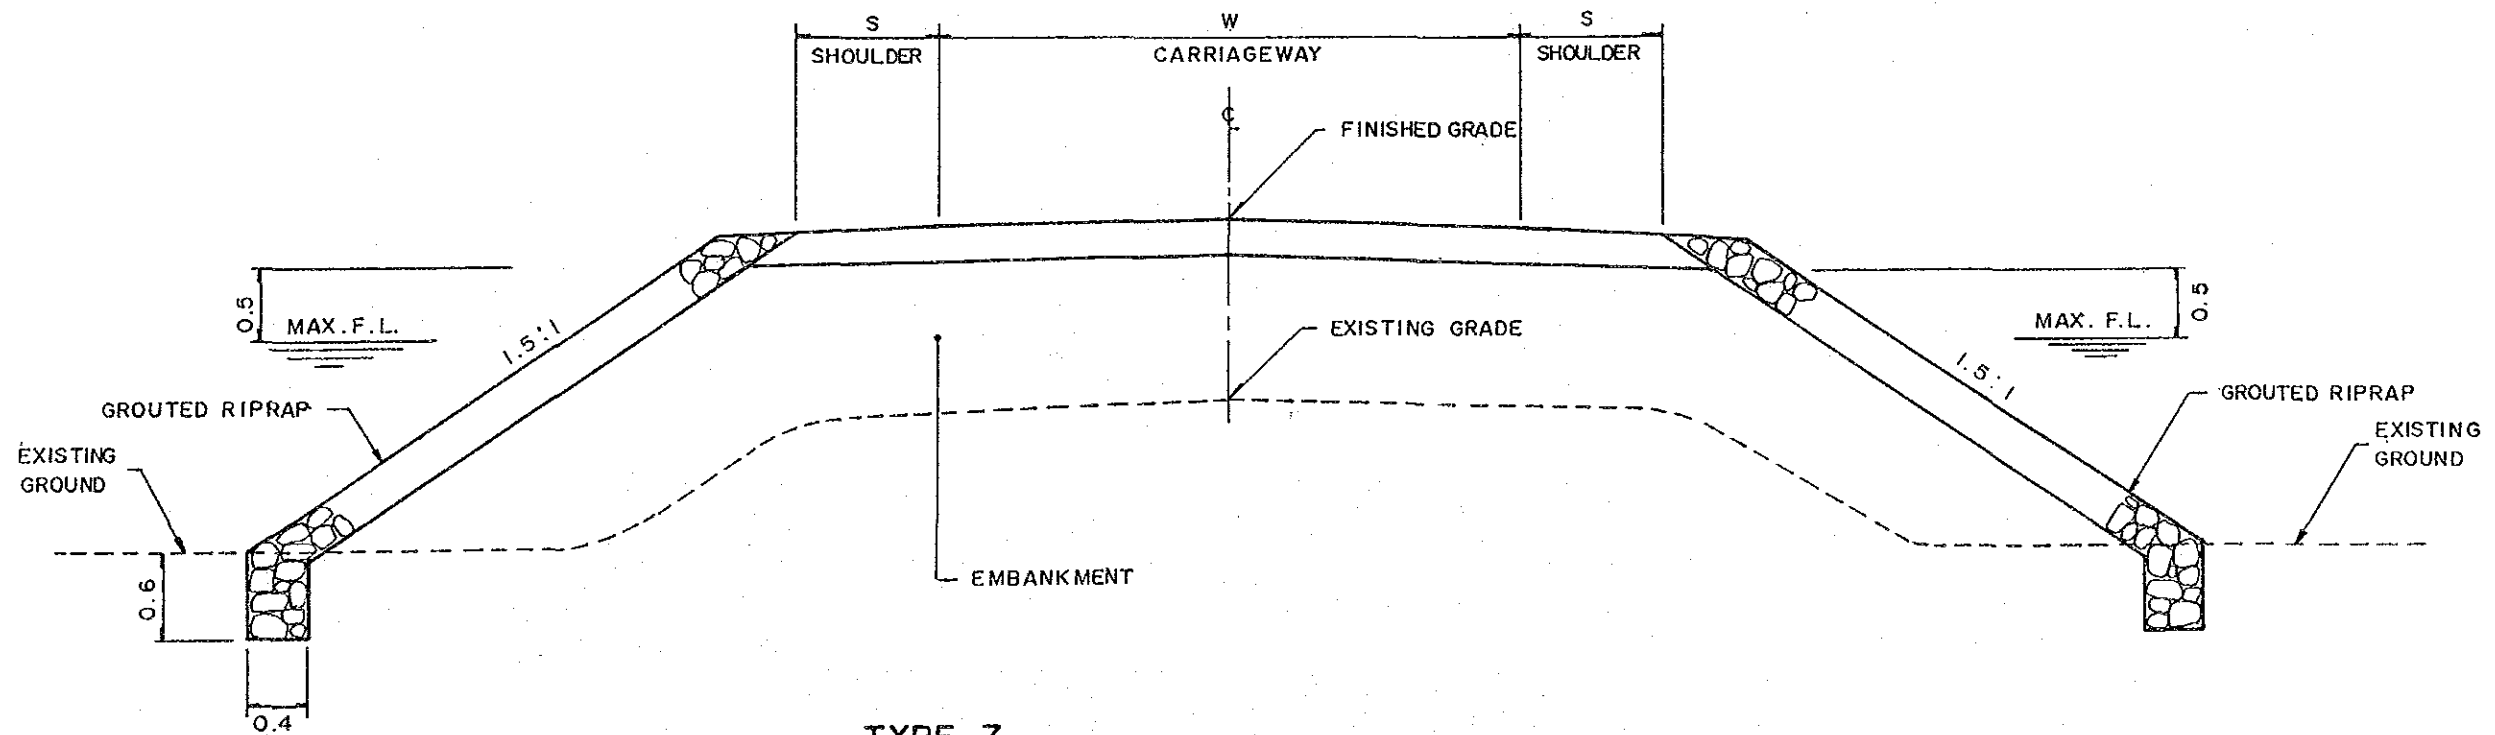 S W S
SHOULDER CARRIAGEWAY SHOULDER
℄
FINISHED GRADE
0.5
MAX. F.L.
1.5:1
EXISTING GRADE
MAX. F.L.
0.5
1.5:1
GROUTED RIPRAP
GROUTED RIPRAP
EXISTING
GROUND
EXISTING
GROUND
EMBANKMENT
0.6
0.4